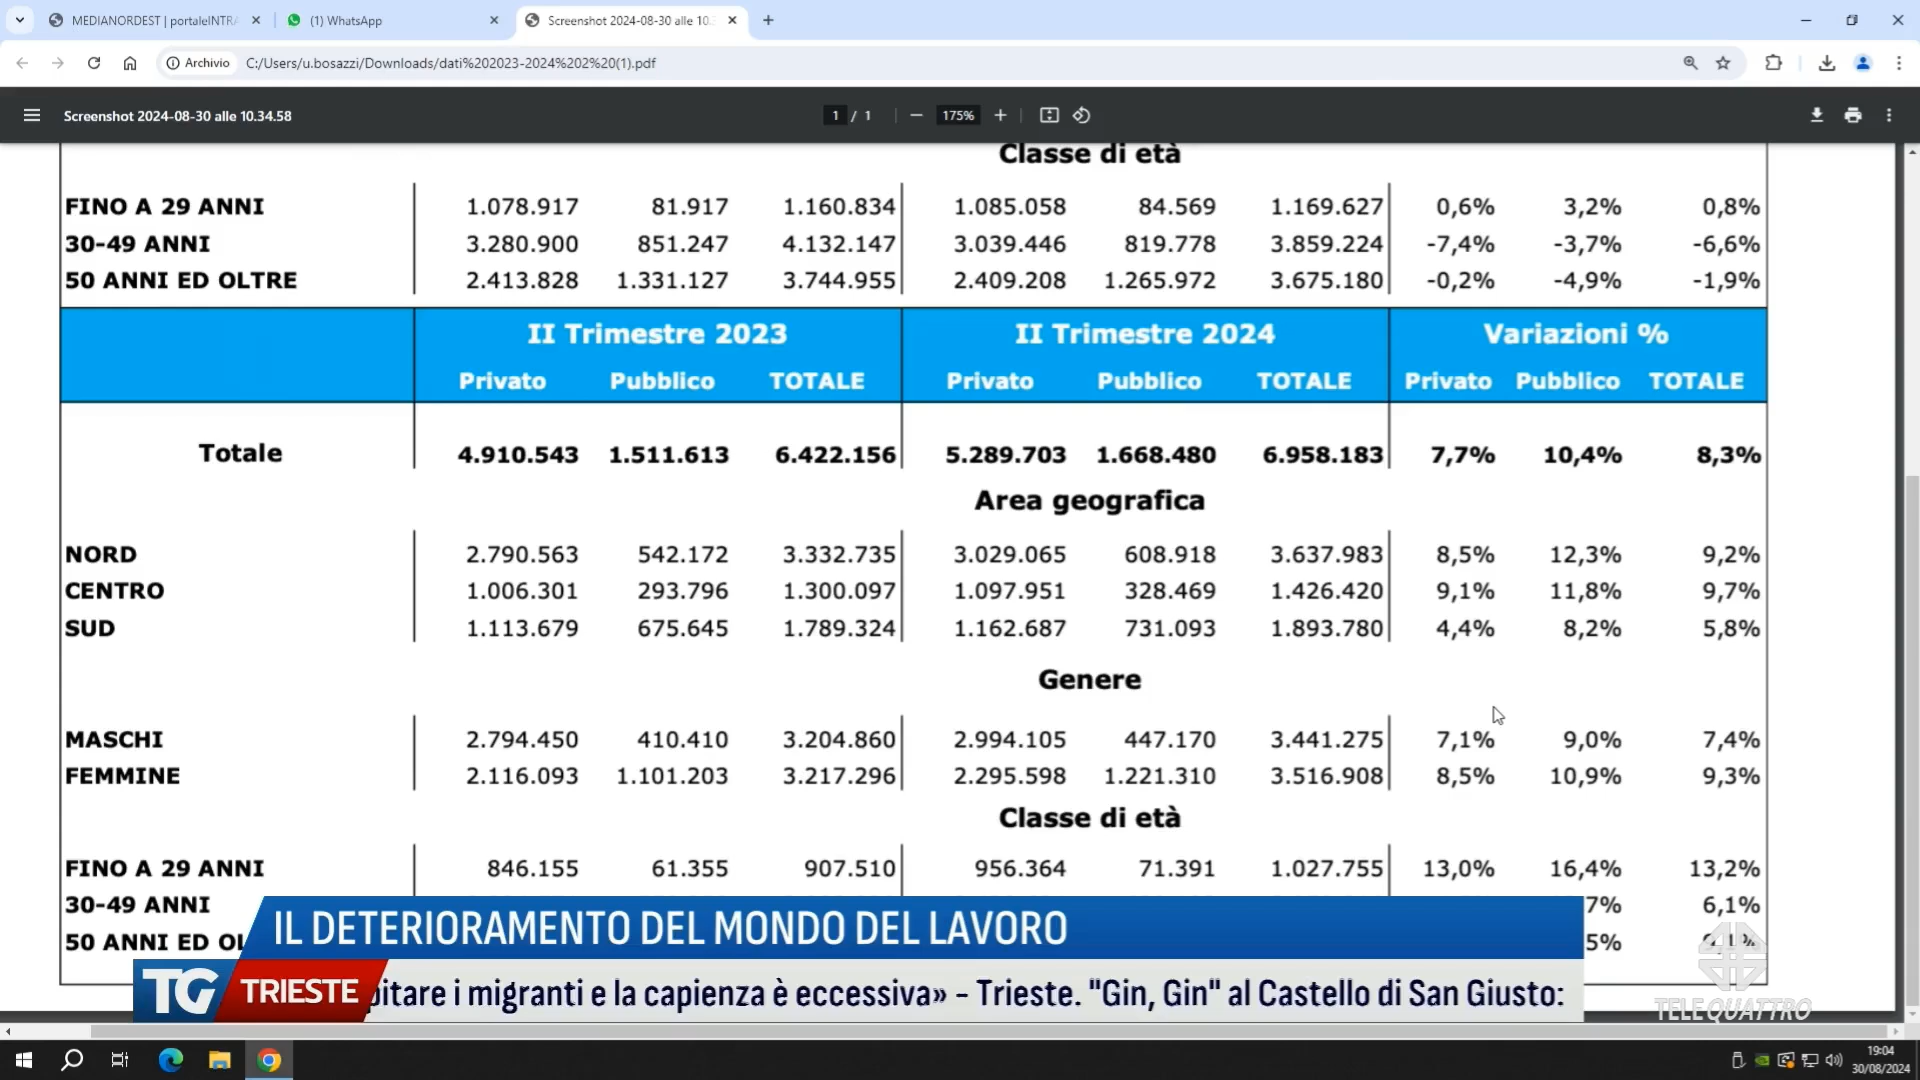 MEDIANORDEST | portaleINTRA
(1) WhatsApp
Screenshot 2024-08-30 alle 10.3
Archivio C:/Users/u.bosazzi/Downloads/dati%202023-2024%202%20(1).pdf
Screenshot 2024-08-30 alle 10.34.58
1 / 1
175%
Classe di età
FINO A 29 ANNI 1.078.917 81.917 1.160.834 1.085.058 84.569 1.169.627 0,6% 3,2% 0,8%
30-49 ANNI 3.280.900 851.247 4.132.147 3.039.446 819.778 3.859.224 -7,4% -3,7% -6,6%
50 ANNI ED OLTRE 2.413.828 1.331.127 3.744.955 2.409.208 1.265.972 3.675.180 -0,2% -4,9% -1,9%
II Trimestre 2023 II Trimestre 2024 Variazioni %
Privato Pubblico TOTALE Privato Pubblico TOTALE Privato Pubblico TOTALE
Totale 4.910.543 1.511.613 6.422.156 5.289.703 1.668.480 6.958.183 7,7% 10,4% 8,3%
Area geografica
NORD 2.790.563 542.172 3.332.735 3.029.065 608.918 3.637.983 8,5% 12,3% 9,2%
CENTRO 1.006.301 293.796 1.300.097 1.097.951 328.469 1.426.420 9,1% 11,8% 9,7%
SUD 1.113.679 675.645 1.789.324 1.162.687 731.093 1.893.780 4,4% 8,2% 5,8%
Genere
MASCHI 2.794.450 410.410 3.204.860 2.994.105 447.170 3.441.275 7,1% 9,0% 7,4%
FEMMINE 2.116.093 1.101.203 3.217.296 2.295.598 1.221.310 3.516.908 8,5% 10,9% 9,3%
Classe di età
FINO A 29 ANNI 846.155 61.355 907.510 956.364 71.391 1.027.755 13,0% 16,4% 13,2%
30-49 ANNI 7% 6,1%
50 ANNI ED OL 5%
IL DETERIORAMENTO DEL MONDO DEL LAVORO
TG TRIESTE
pitare i migranti e la capienza è eccessiva» - Trieste. "Gin, Gin" al Castello di San Giusto:
TELEQUATTRO
19:04
30/08/2024